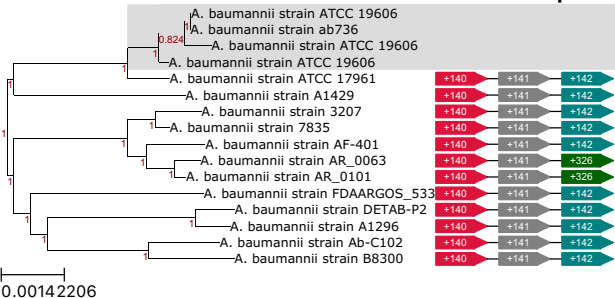 A. baumannii strain ATCC 19606
A. baumannii strain ab736
0.824
A. baumannii strain ATCC 19606
A. baumannii strain ATCC 19606
A. baumannii strain ATCC 17961 +140 +141 +142
A. baumannii strain A1429 +140 +141 +142
A. baumannii strain 3207 +140 +141 +142
A. baumannii strain 7835 +140 +141 +142
A. baumannii strain AF-401 +140 +141 +142
A. baumannii strain AR_0063 +140 +141 +326
A. baumannii strain AR_0101 +140 +141 +326
A. baumannii strain FDAARGOS_533 +140 +141 +142
A. baumannii strain DETAB-P2 +140 +141 +142
A. baumannii strain A1296 +140 +141 +142
A. baumannii strain Ab-C102 +140 +141 +142
A. baumannii strain B8300 +140 +141 +142
1
1
1
1
1
1
1
1
1
1
1
1
1
0.00142206